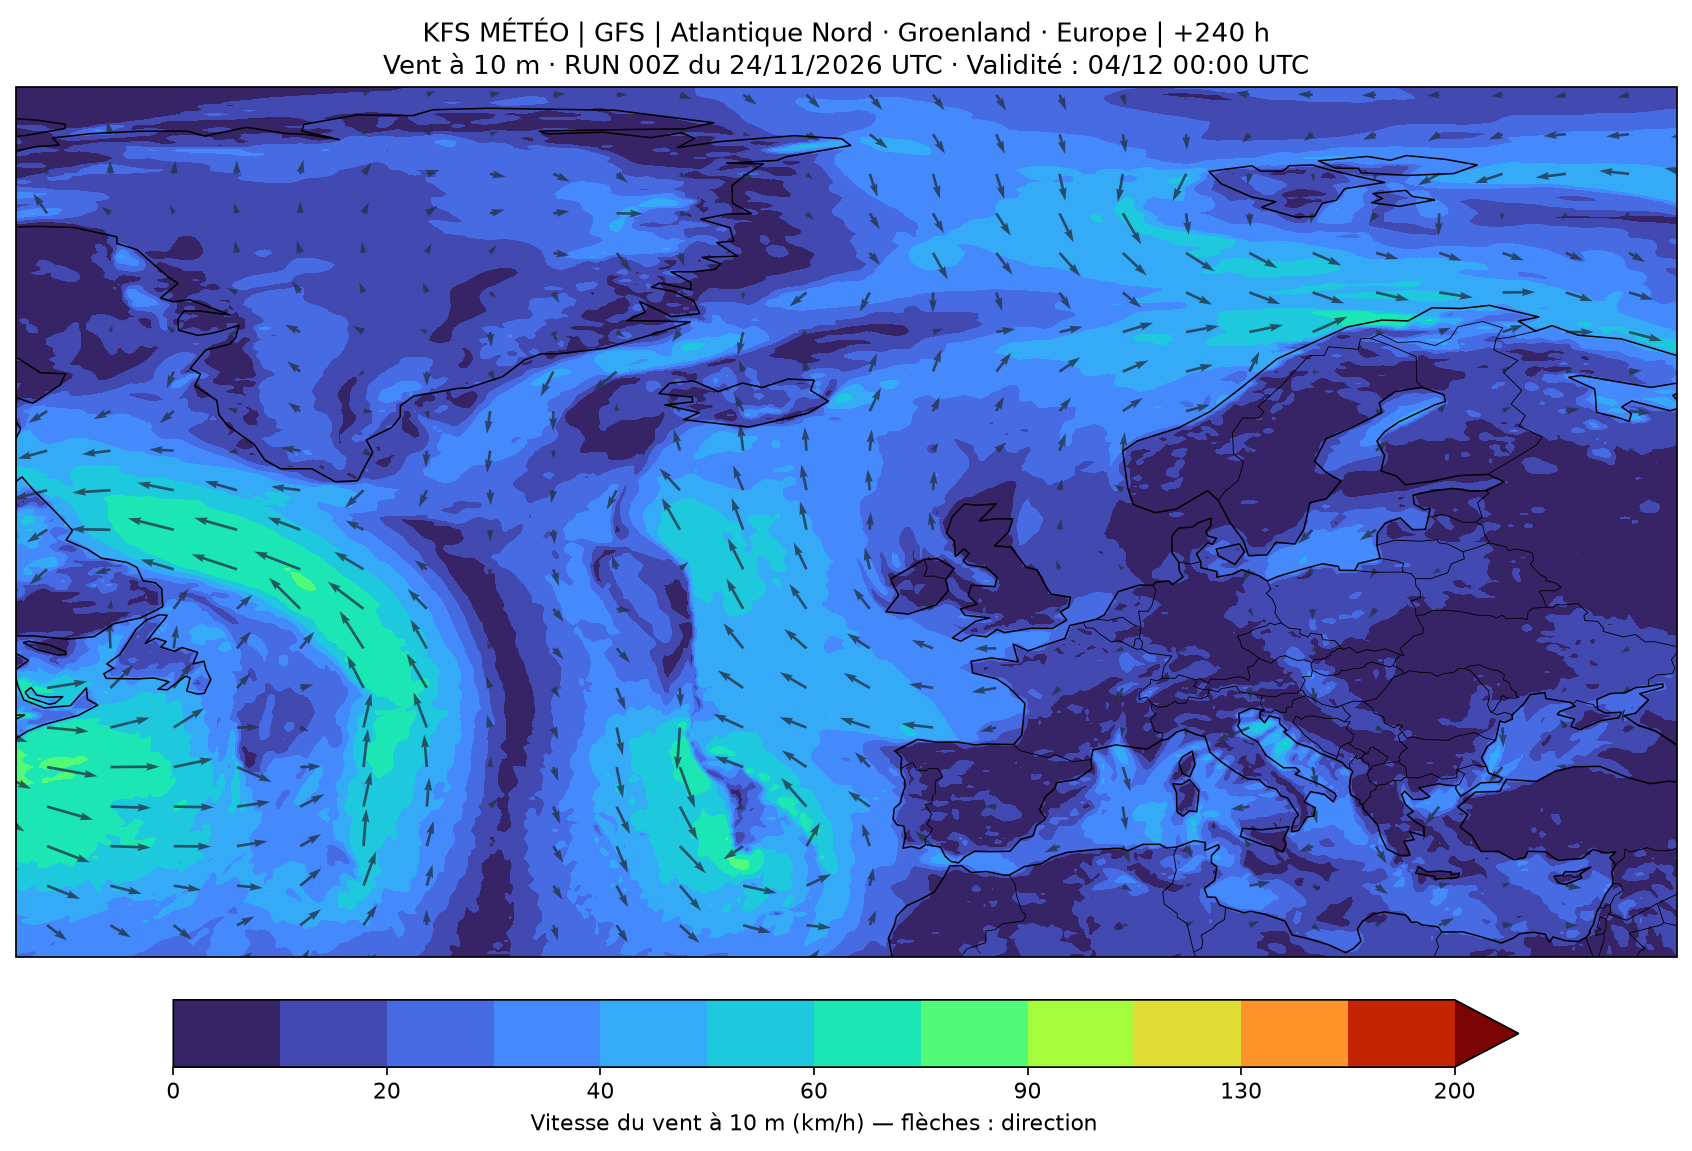 KFS MÉTÉO | GFS | Atlantique Nord · Groenland · Europe | +240 h
Vent à 10 m · RUN 00Z du 24/11/2026 UTC · Validité : 04/12 00:00 UTC
0 20 40 60 90 130 200
Vitesse du vent à 10 m (km/h) — flèches : direction